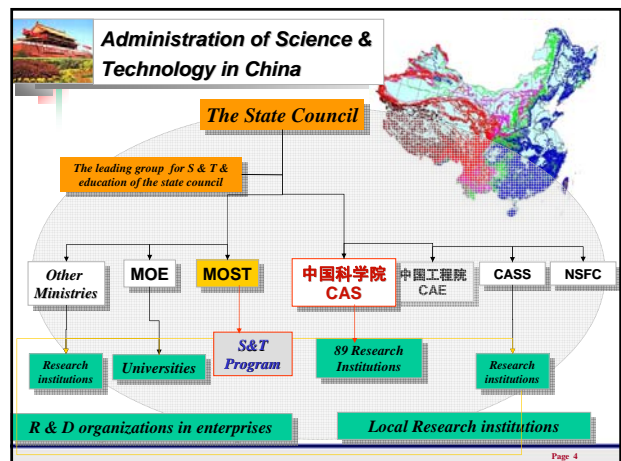 Administration of Science &
Technology in China
The State Council
The leading group for S & T &
education of the state council
Other
Ministries
MOE
MOST
中国科学院
CAS
中国工程院
CAE
CASS
NSFC
Research
institutions
Universities
S&T
Program
89 Research
Institutions
Research
institutions
R & D organizations in enterprises
Local Research institutions
Page 4